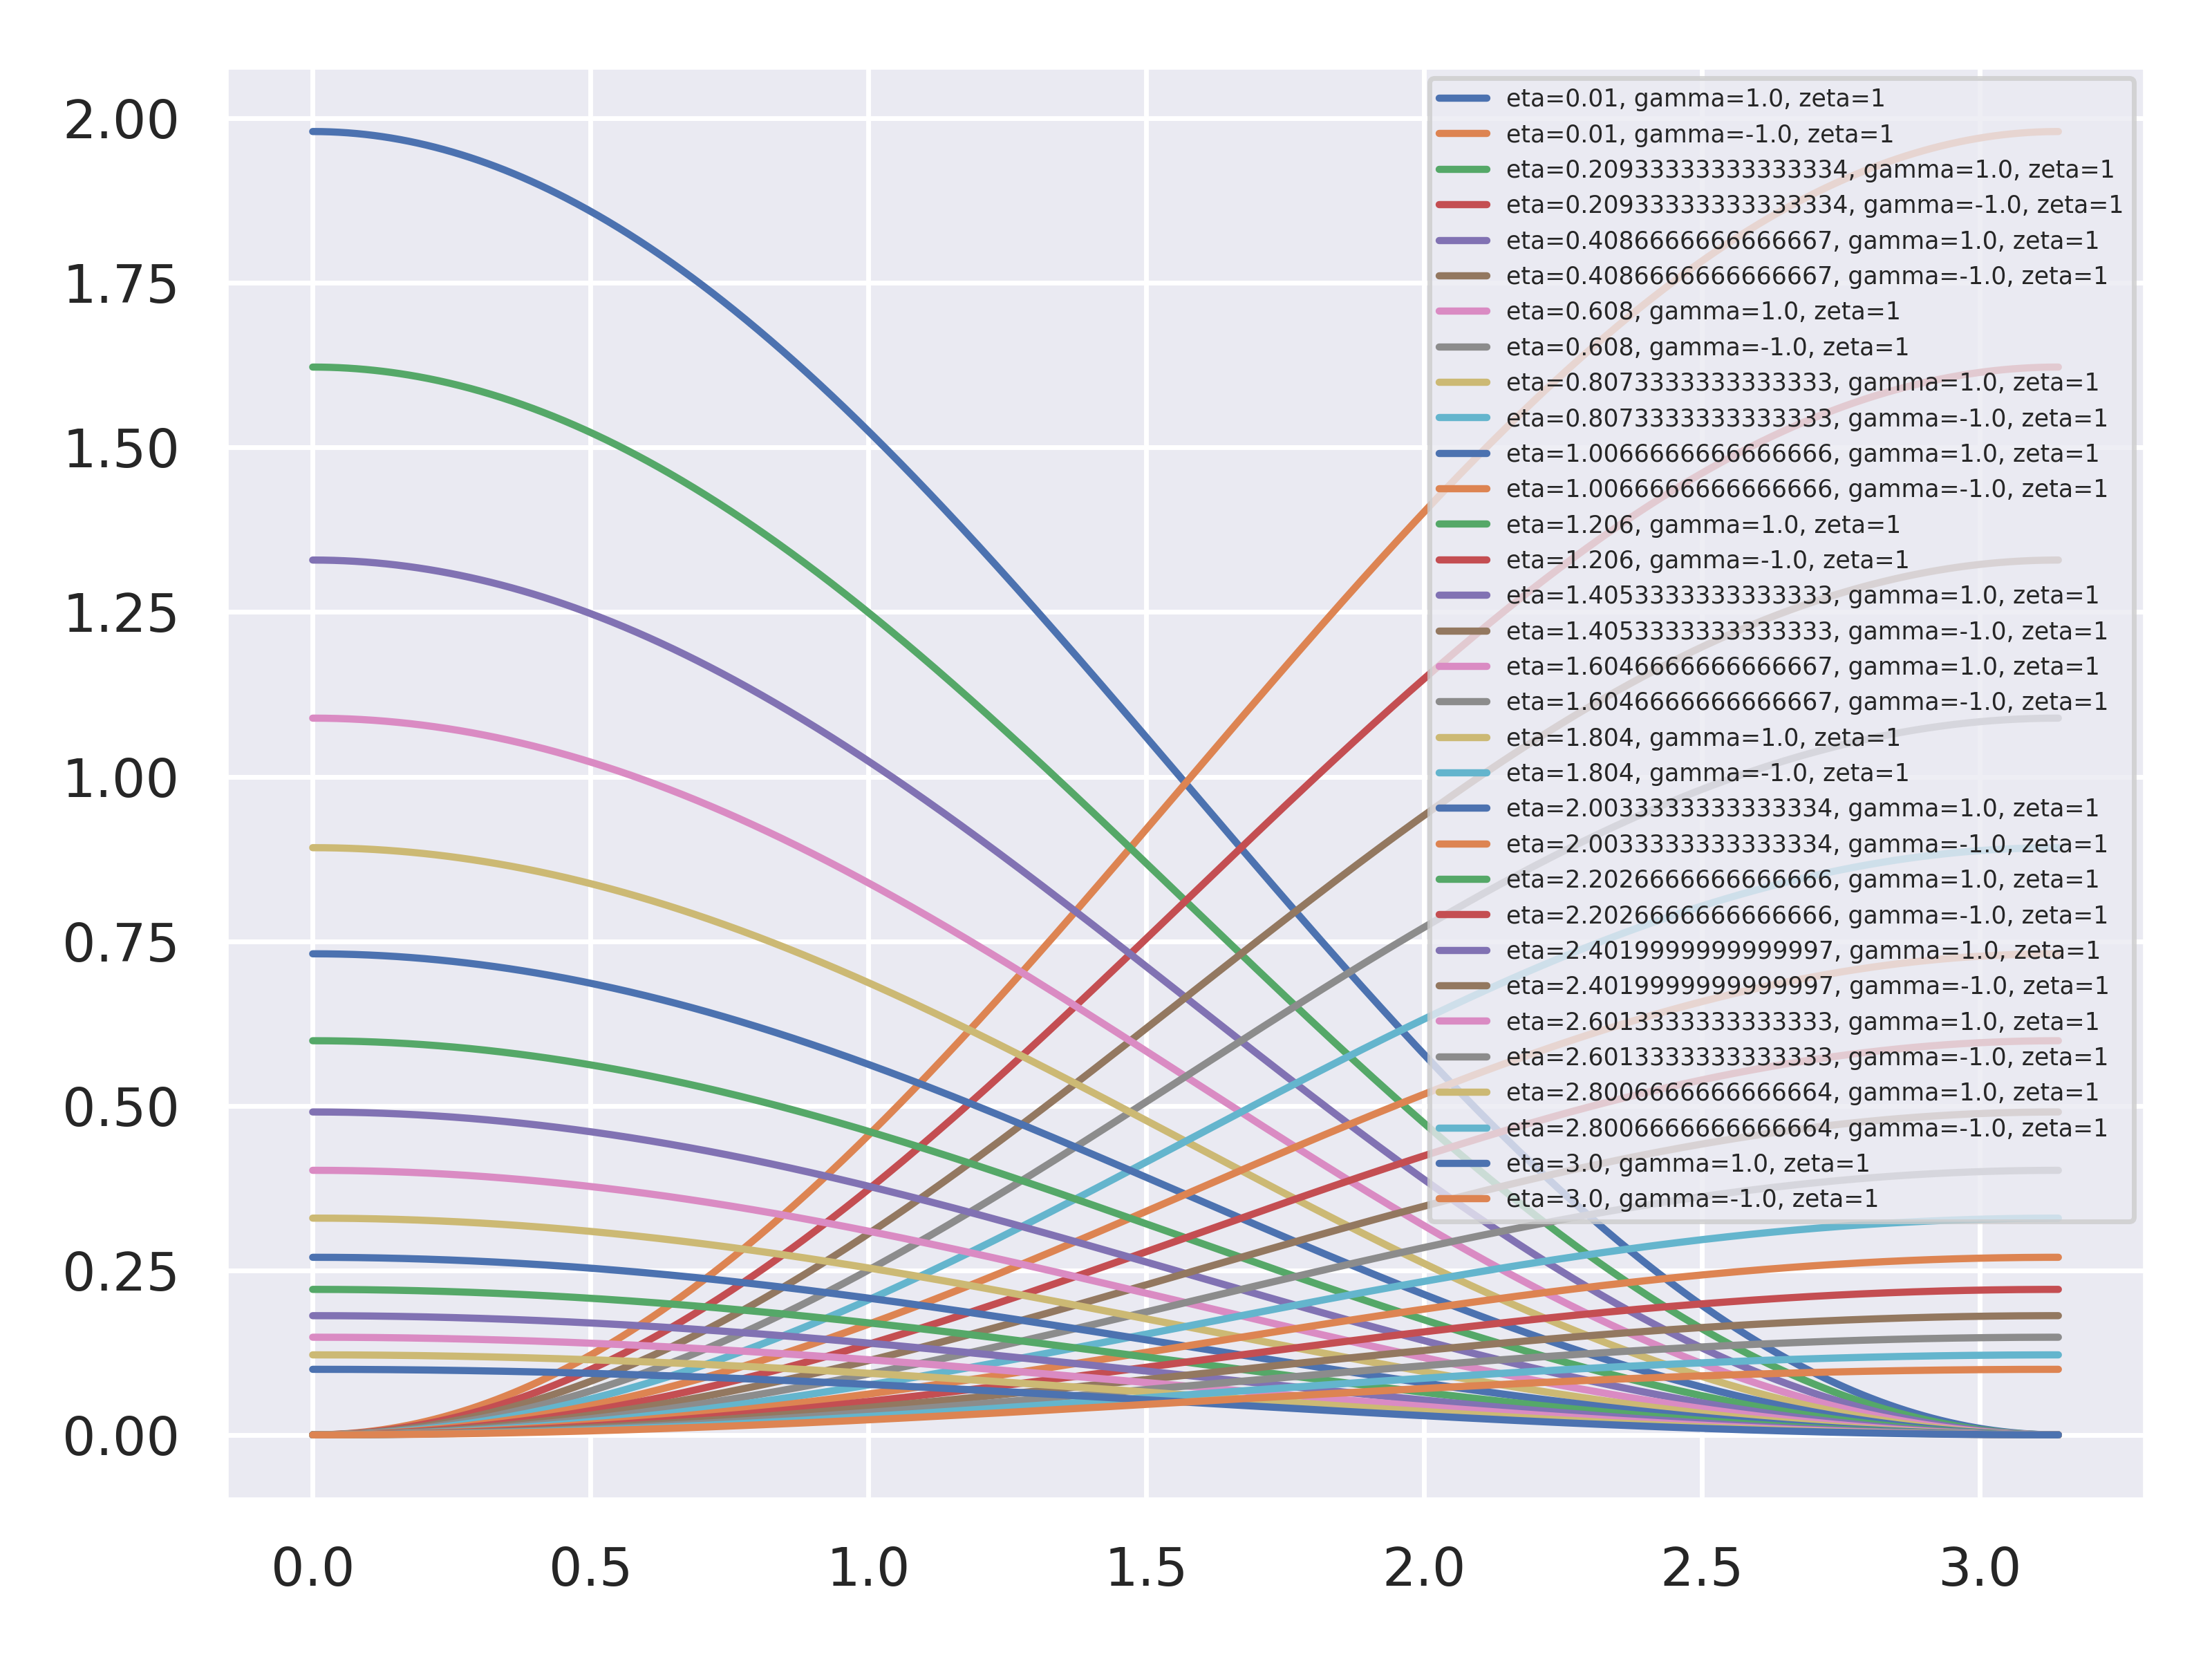 2.00
1.75
1.50
1.25
1.00
0.75
0.50
0.25
0.00
0.0 0.5 1.0 1.5 2.0 2.5 3.0
eta=0.01, gamma=1.0, zeta=1
eta=0.01, gamma=-1.0, zeta=1
eta=0.20933333333333334, gamma=1.0, zeta=1
eta=0.20933333333333334, gamma=-1.0, zeta=1
eta=0.4086666666666667, gamma=1.0, zeta=1
eta=0.4086666666666667, gamma=-1.0, zeta=1
eta=0.608, gamma=1.0, zeta=1
eta=0.608, gamma=-1.0, zeta=1
eta=0.8073333333333333, gamma=1.0, zeta=1
eta=0.8073333333333333, gamma=-1.0, zeta=1
eta=1.0066666666666666, gamma=1.0, zeta=1
eta=1.0066666666666666, gamma=-1.0, zeta=1
eta=1.206, gamma=1.0, zeta=1
eta=1.206, gamma=-1.0, zeta=1
eta=1.4053333333333333, gamma=1.0, zeta=1
eta=1.4053333333333333, gamma=-1.0, zeta=1
eta=1.6046666666666667, gamma=1.0, zeta=1
eta=1.6046666666666667, gamma=-1.0, zeta=1
eta=1.804, gamma=1.0, zeta=1
eta=1.804, gamma=-1.0, zeta=1
eta=2.0033333333333334, gamma=1.0, zeta=1
eta=2.0033333333333334, gamma=-1.0, zeta=1
eta=2.2026666666666666, gamma=1.0, zeta=1
eta=2.2026666666666666, gamma=-1.0, zeta=1
eta=2.4019999999999997, gamma=1.0, zeta=1
eta=2.4019999999999997, gamma=-1.0, zeta=1
eta=2.6013333333333333, gamma=1.0, zeta=1
eta=2.6013333333333333, gamma=-1.0, zeta=1
eta=2.8006666666666664, gamma=1.0, zeta=1
eta=2.8006666666666664, gamma=-1.0, zeta=1
eta=3.0, gamma=1.0, zeta=1
eta=3.0, gamma=-1.0, zeta=1